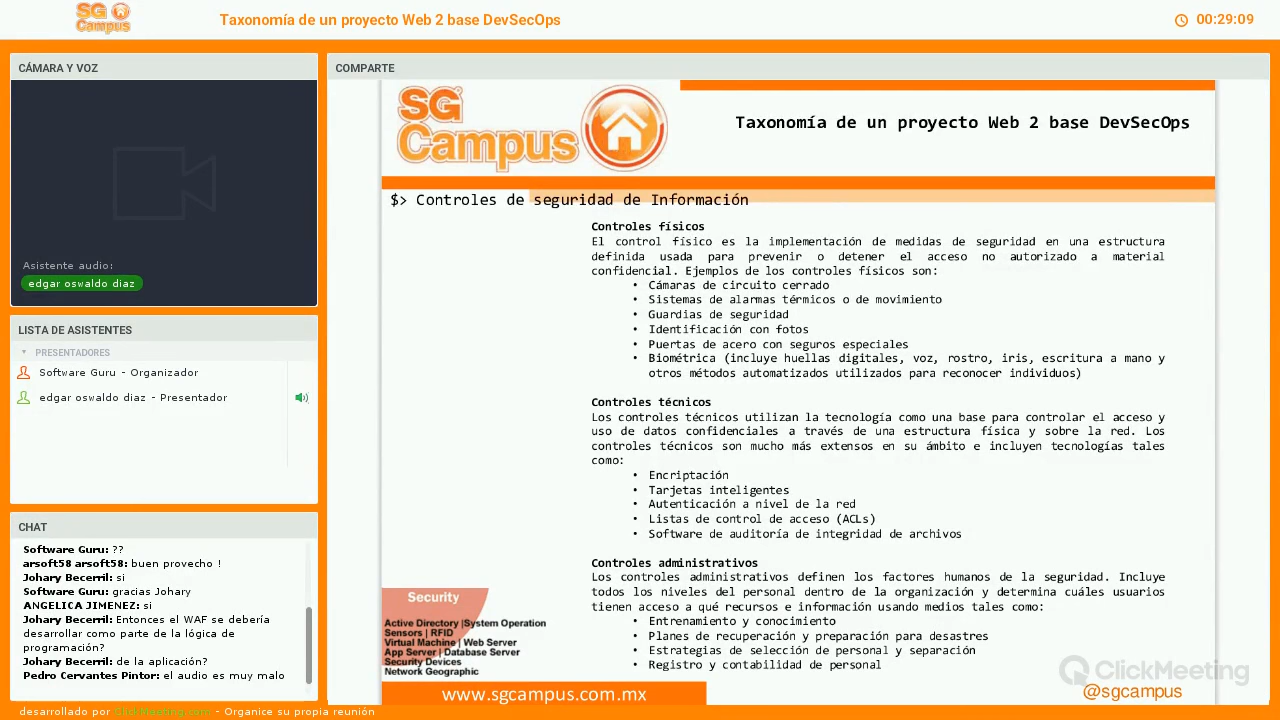 SG Campus
Taxonomía de un proyecto Web 2 base DevSecOps
00:29:09
CÁMARA Y VOZ
Asistente audio:
edgar oswaldo diaz
LISTA DE ASISTENTES
PRESENTADORES
Software Guru - Organizador
edgar oswaldo diaz - Presentador
CHAT
Software Guru: ??
arsoft58 arsoft58: buen provecho !
Johary Becerril: si
Software Guru: gracias Johary
ANGELICA JIMENEZ: si
Johary Becerril: Entonces el WAF se debería
desarrollar como parte de la lógica de
programación?
Johary Becerril: de la aplicación?
Pedro Cervantes Pintor: el audio es muy malo
COMPARTE
SG Campus
Taxonomía de un proyecto Web 2 base DevSecOps
$> Controles de seguridad de Información
Controles físicos
El control físico es la implementación de medidas de seguridad en una estructura
definida usada para prevenir o detener el acceso no autorizado a material
confidencial. Ejemplos de los controles físicos son:
• Cámaras de circuito cerrado
• Sistemas de alarmas térmicos o de movimiento
• Guardias de seguridad
• Identificación con fotos
• Puertas de acero con seguros especiales
• Biométrica (incluye huellas digitales, voz, rostro, iris, escritura a mano y
otros métodos automatizados utilizados para reconocer individuos)
Controles técnicos
Los controles técnicos utilizan la tecnología como una base para controlar el acceso y
uso de datos confidenciales a través de una estructura física y sobre la red. Los
controles técnicos son mucho más extensos en su ámbito e incluyen tecnologías tales
como:
• Encriptación
• Tarjetas inteligentes
• Autenticación a nivel de la red
• Listas de control de acceso (ACLs)
• Software de auditoría de integridad de archivos
Controles administrativos
Los controles administrativos definen los factores humanos de la seguridad. Incluye
todos los niveles del personal dentro de la organización y determina cuáles usuarios
tienen acceso a qué recursos e información usando medios tales como:
• Entrenamiento y conocimiento
• Planes de recuperación y preparación para desastres
• Estrategias de selección de personal y separación
• Registro y contabilidad de personal
Security
Active Directory |System Operation
Sensors | RFID
Virtual Machine | Web Server
App Server | Database Server
Security Devices
Network Geographic
www.sgcampus.com.mx
ClickMeeting
@sgcampus
desarrollado por ClickMeeting.com - Organice su propia reunión